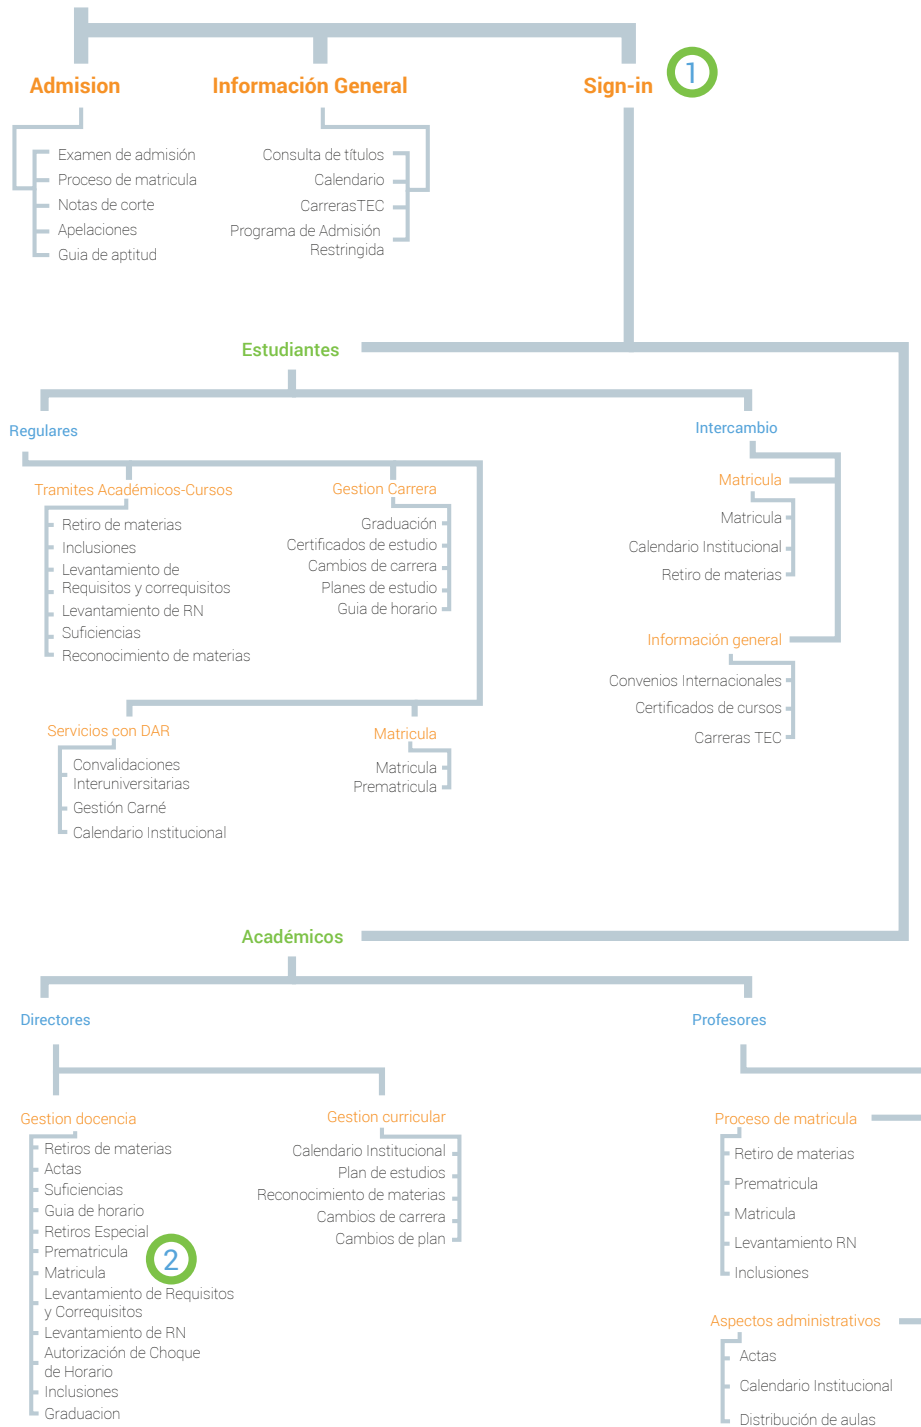 Admision
Información General
Sign-in
1
Examen de admisión
Proceso de matricula
Notas de corte
Apelaciones
Guia de aptitud
Consulta de títulos
Calendario
CarrerasTEC
Programa de Admisión
Restringida
Estudiantes
Regulares
Intercambio
Tramites Académicos-Cursos
Retiro de materias
Inclusiones
Levantamiento de
Requisitos y correquisitos
Levantamiento de RN
Suficiencias
Reconocimiento de materias
Gestion Carrera
Graduación
Certificados de estudio
Cambios de carrera
Planes de estudio
Guia de horario
Matricula
Matricula
Calendario Institucional
Retiro de materias
Información general
Convenios Internacionales
Certificados de cursos
Carreras TEC
Servicios con DAR
Convalidaciones
Interuniversitarias
Gestión Carné
Calendario Institucional
Matricula
Matricula
Prematricula
Académicos
Directores
Profesores
Gestion docencia
Retiros de materias
Actas
Suficiencias
Guia de horario
Retiros Especial
Prematricula
2
Matricula
Levantamiento de Requisitos
y Correquisitos
Levantamiento de RN
Autorización de Choque
de Horario
Inclusiones
Graduacion
Gestion curricular
Calendario Institucional
Plan de estudios
Reconocimiento de materias
Cambios de carrera
Cambios de plan
Proceso de matricula
Retiro de materias
Prematricula
Matricula
Levantamiento RN
Inclusiones
Aspectos administrativos
Actas
Calendario Institucional
Distribución de aulas